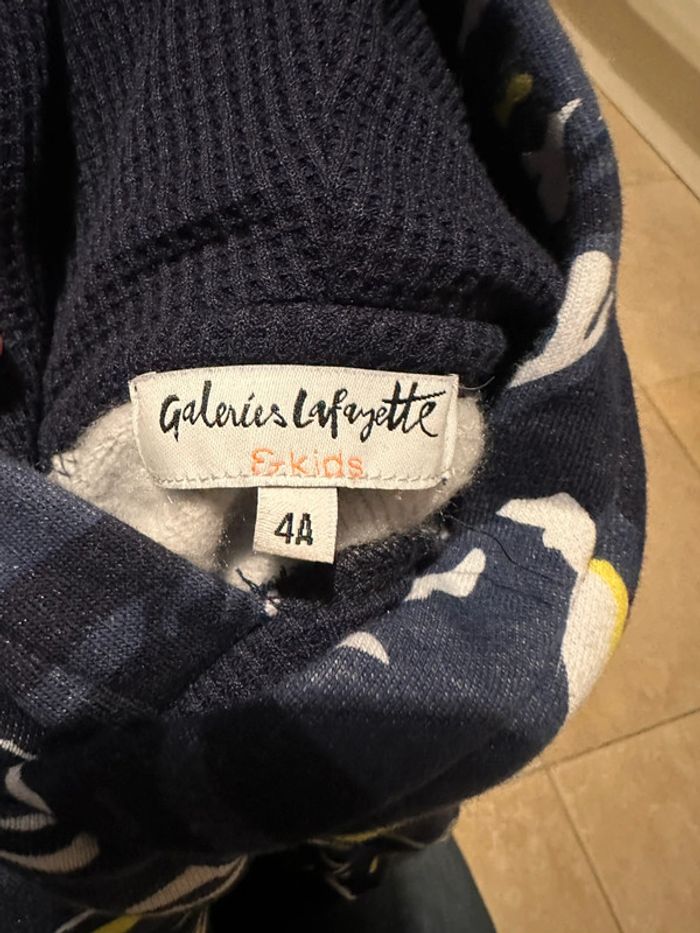 Galeries Lafayette
& kids
4A